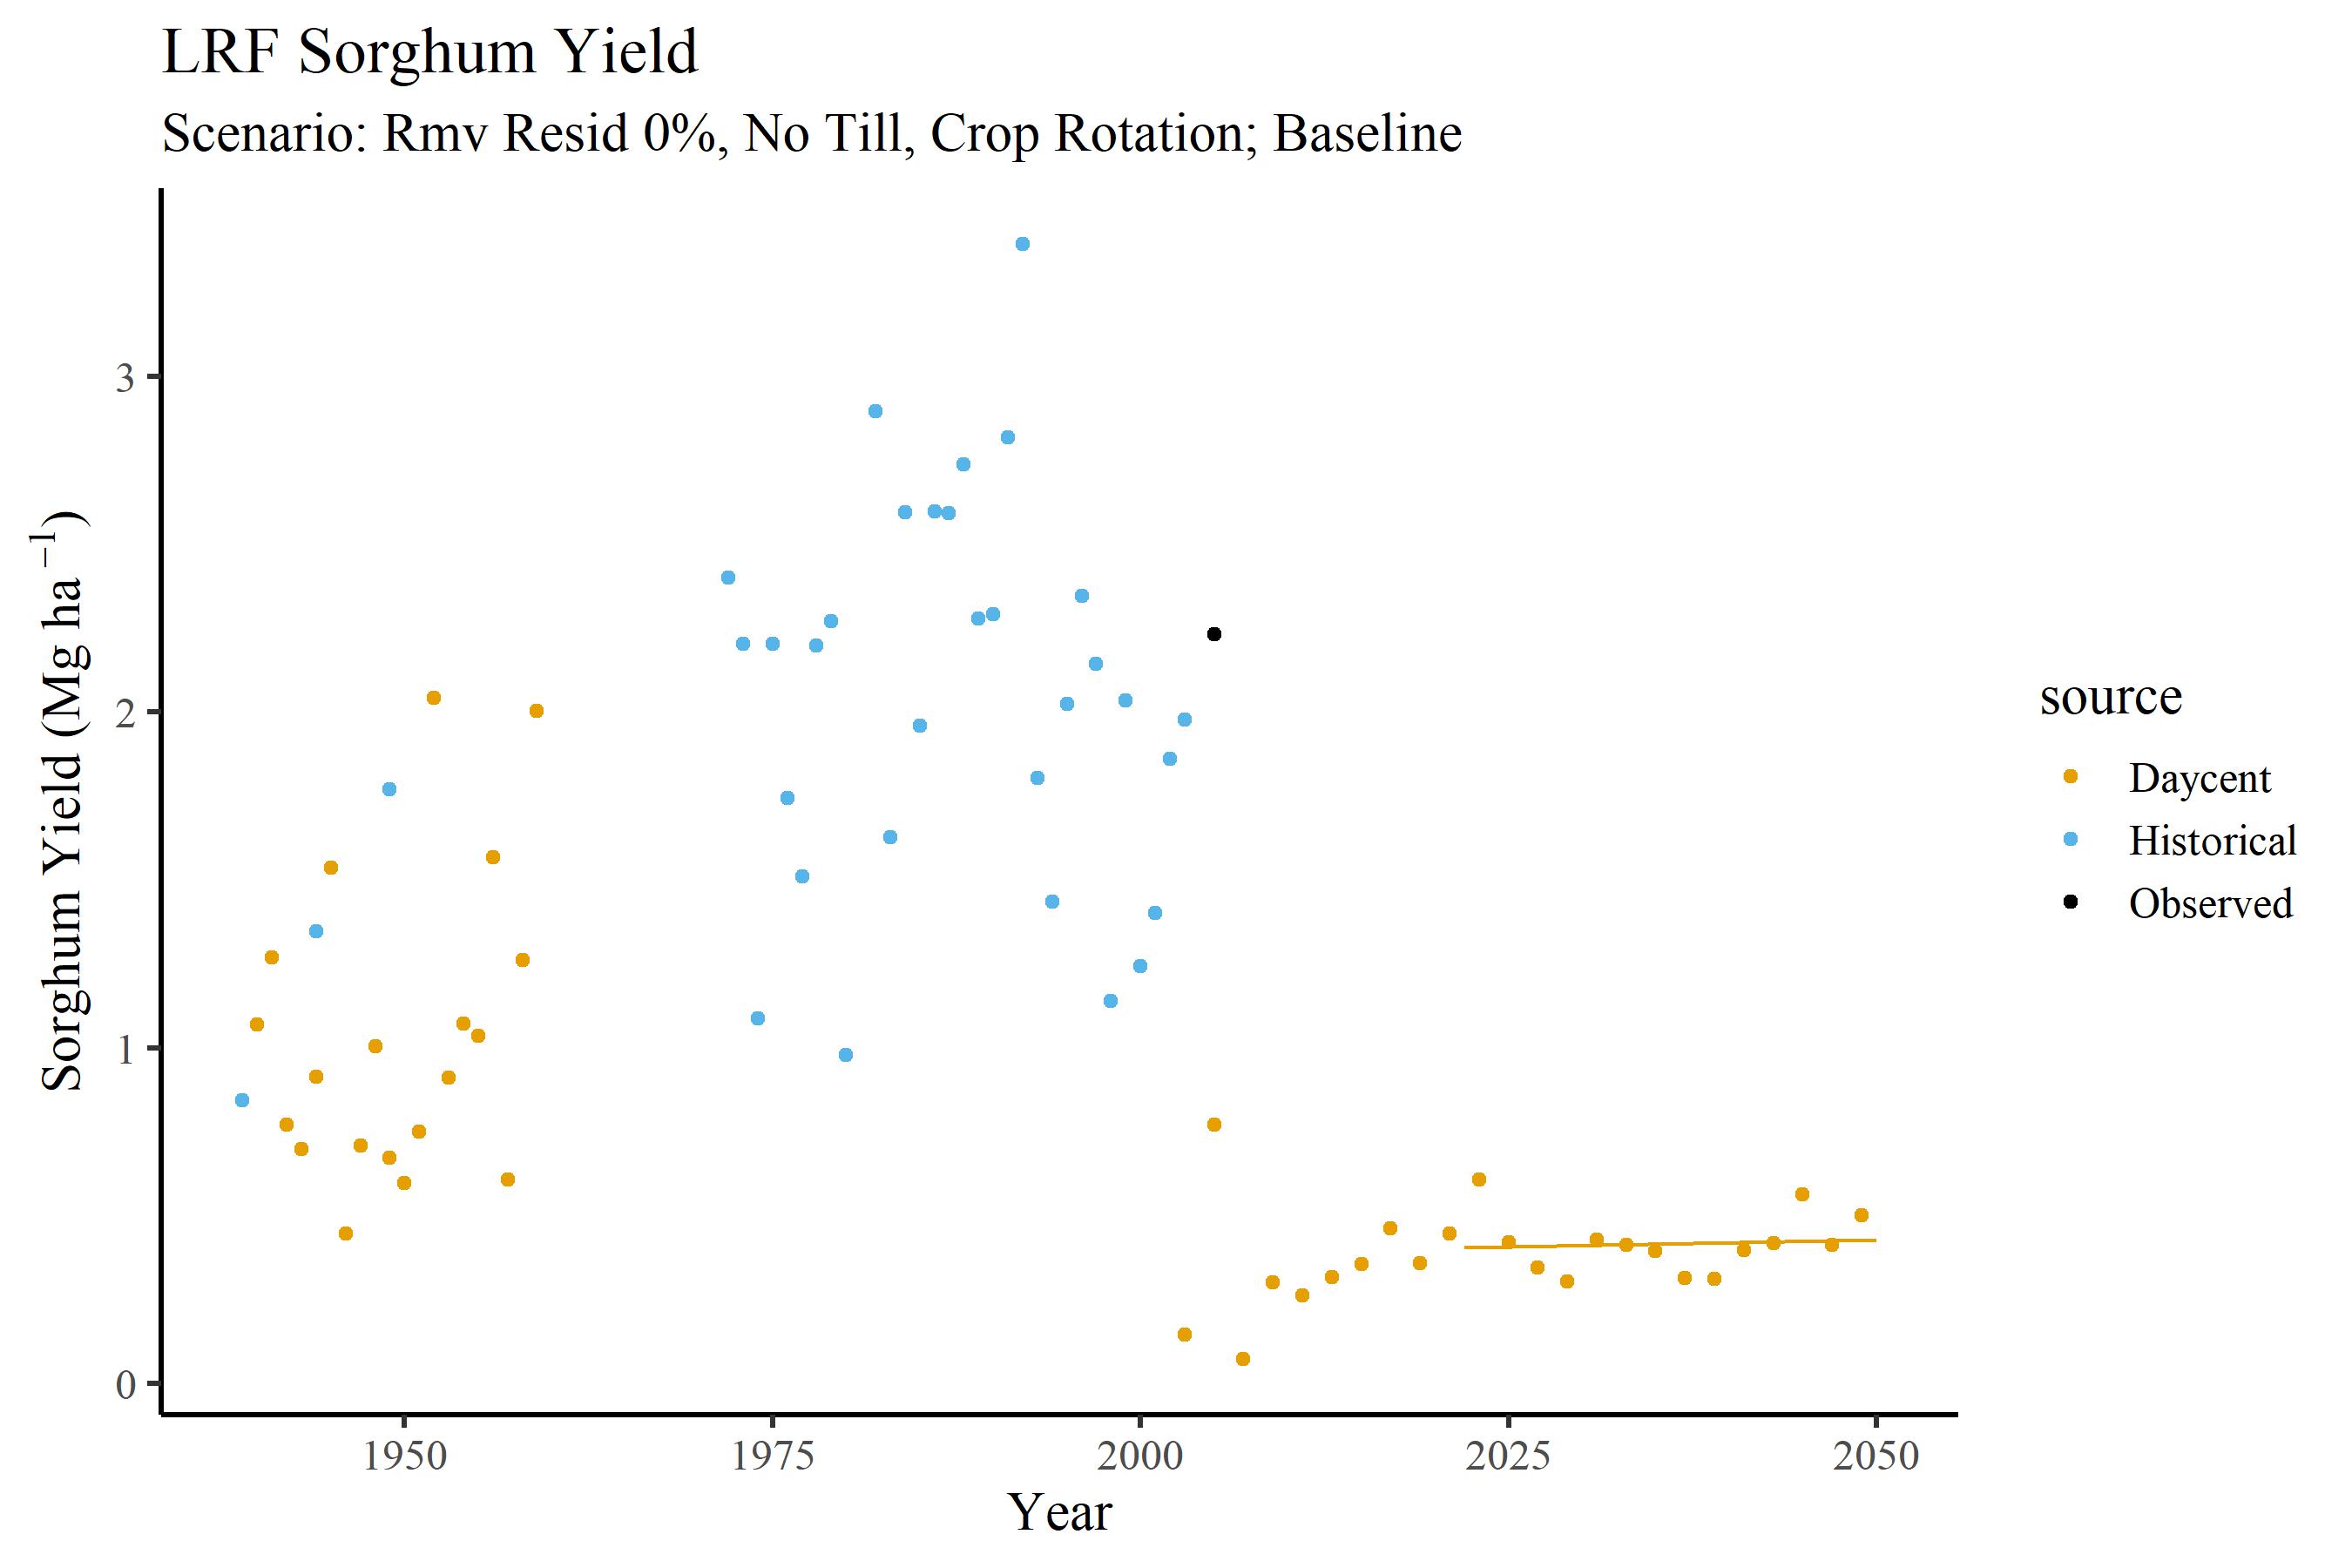 LRF Sorghum Yield
Scenario: Rmv Resid 0%, No Till, Crop Rotation; Baseline
Sorghum Yield (Mg ha⁻¹)
3
2
1
0
1950
1975
2000
2025
2050
Year
source
Daycent
Historical
Observed